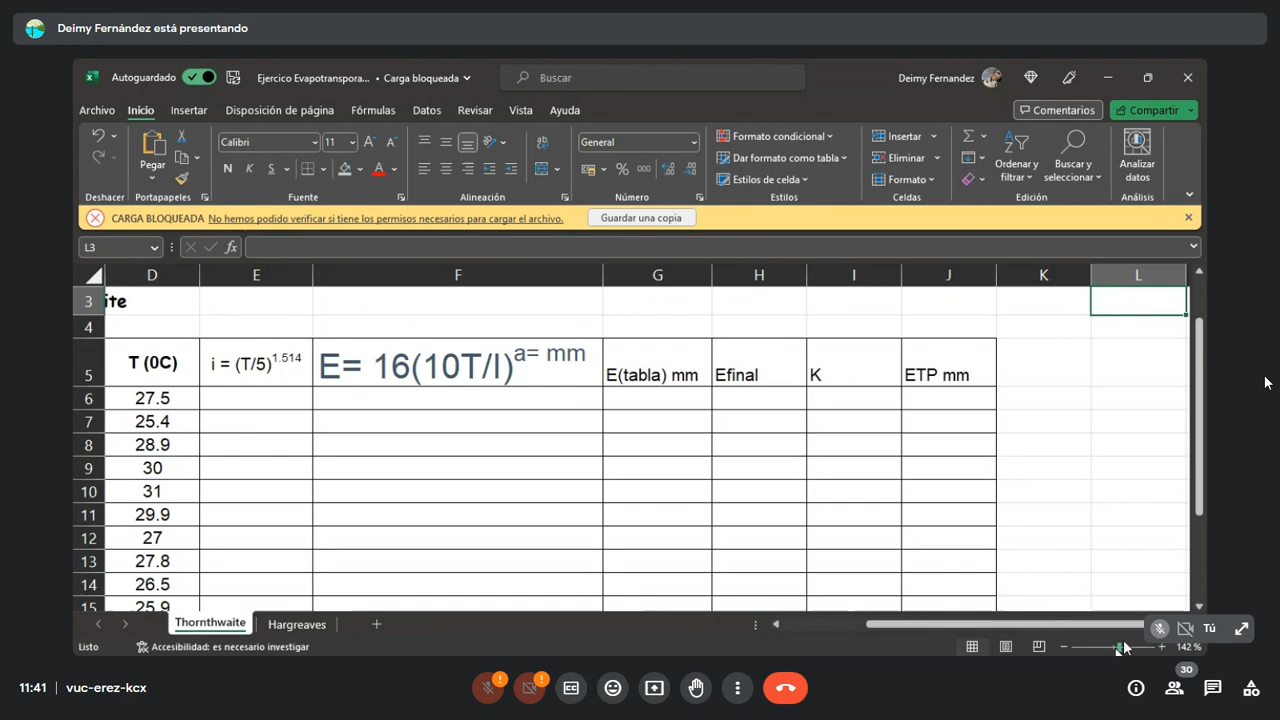 Deimy Fernández está presentando
Autoguardado
Ejercico Evapotranspora... • Carga bloqueada
Buscar
Deimy Fernandez
Archivo Inicio Insertar Disposición de página Fórmulas Datos Revisar Vista Ayuda
Comentarios
Compartir
Pegar
Calibri 11
N K S
A
General
Formato condicional
Dar formato como tabla
Estilos de celda
Insertar
Eliminar
Formato
Ordenar y filtrar
Buscar y seleccionar
Analizar datos
Deshacer Portapapeles Fuente Alineación Número Estilos Celdas Edición Análisis
CARGA BLOQUEADA No hemos podido verificar si tiene los permisos necesarios para cargar el archivo. Guardar una copia
L3 fx
D E F G H I J K L
3 ite
4
5 T (0C) i = (T/5)1.514 E= 16(10T/I)a= mm E(tabla) mm Efinal K ETP mm
6 27.5
7 25.4
8 28.9
9 30
10 31
11 29.9
12 27
13 27.8
14 26.5
15 25.9
Thornthwaite Hargreaves
Tú
Listo Accesibilidad: es necesario investigar 142 %
11:41 vuc-erez-kcx
CC
30